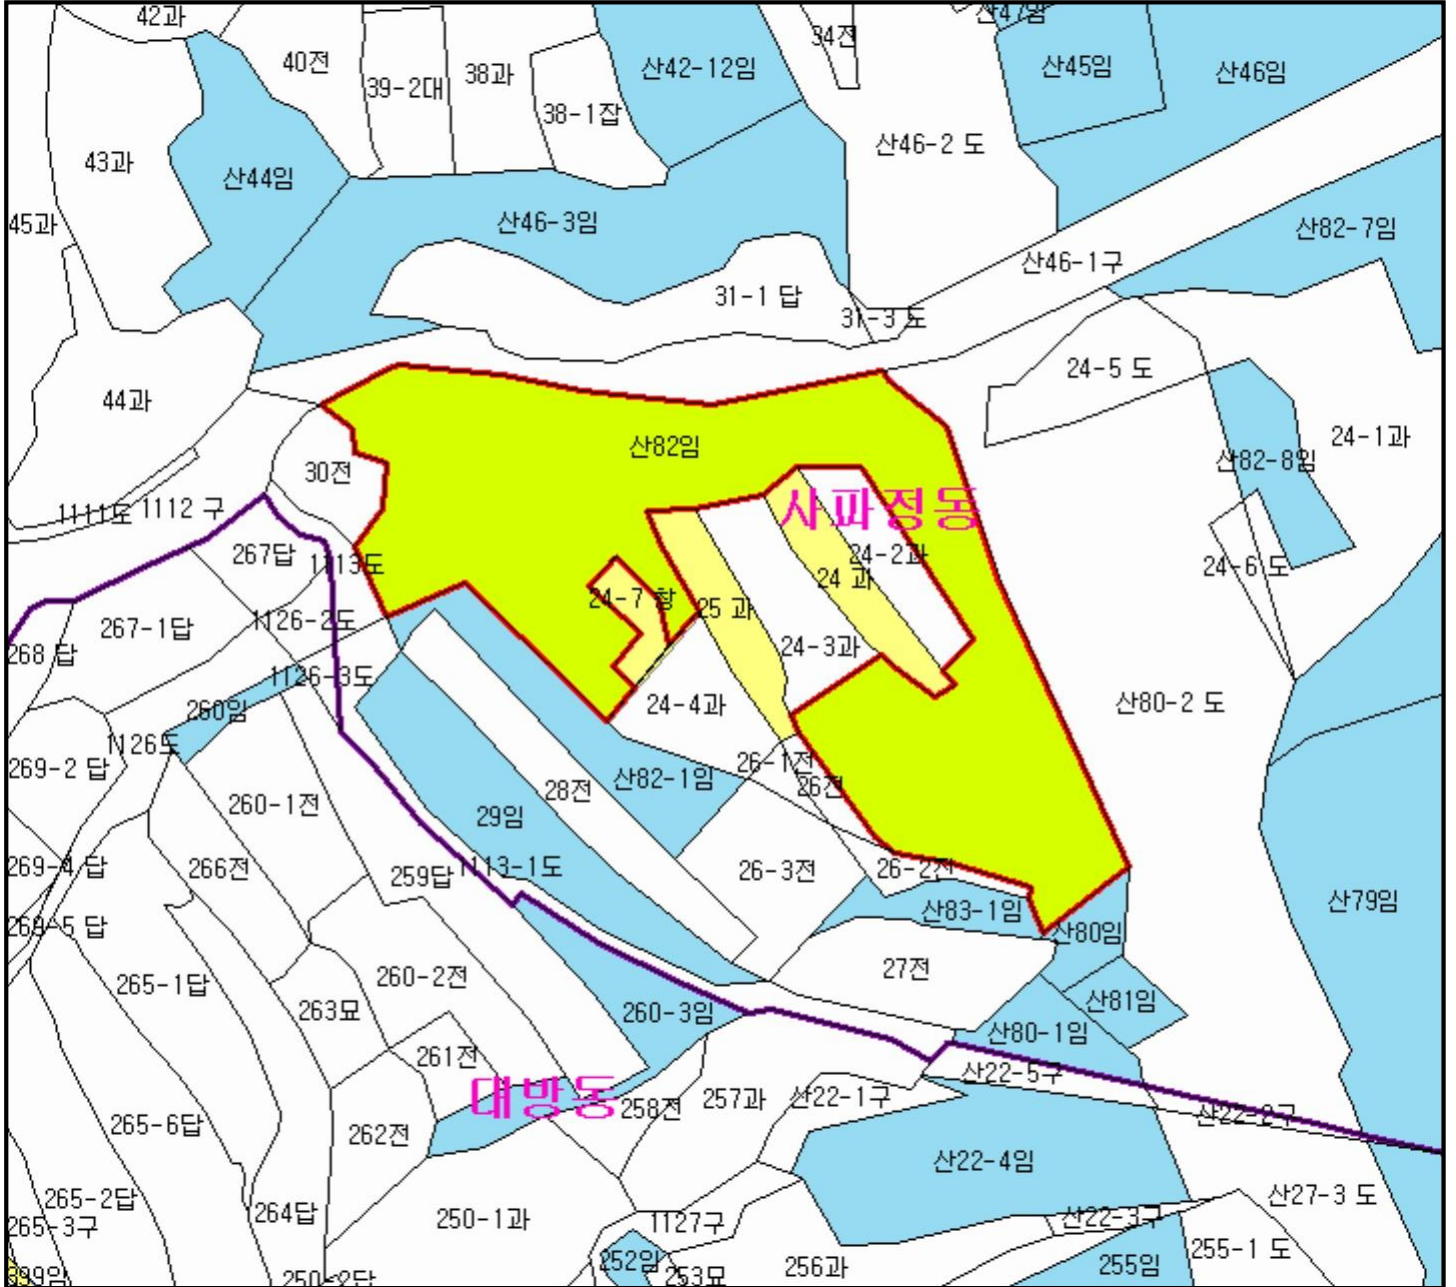 42과
산47임
34전
40전
산42-12임
산45임
산46임
38과
39-2대
38-1잡
산46-2 도
43과
산44임
45과
산46-3임
산82-7임
산46-1구
31-1 답
31-3 도
24-5 도
44과
24-1과
산82임
산82-8임
30전
1111도
1112 구
사파정동
267답
1113도
24-2과
24-6 도
24 과
24-7 창
25 과
1126-2도
267-1답
24-3과
268 답
1126-3도
산80-2 도
24-4과
260임
1126도
269-2 답
26-1전
산82-1임
26전
28전
260-1전
29임
269-4 답
266전
259답
1113-1도
26-3전
26-2전
산79임
산83-1임
269-5 답
산80임
27전
260-2전
265-1답
산81임
263묘
260-3임
산80-1임
261전
산22-5구
대방동
257과
산22-1구
258전
산22-2구
265-6답
262전
산22-4임
265-2답
산27-3 도
264답
250-1과
산22-3구
265-3구
1127구
255-1 도
252임
256과
255임
253묘
250-2답